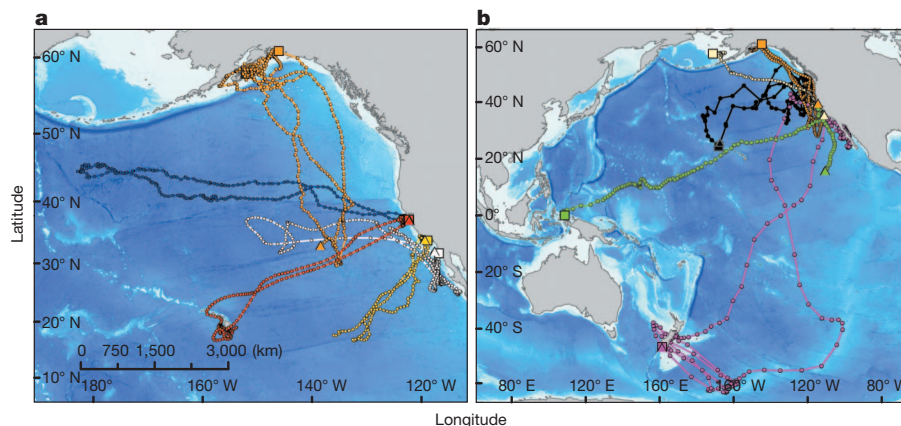 a
60° N
50° N
40° N
30° N
20° N
10° N
Latitude
0 750 1,500 3,000 (km)
180° W 160° W 140° W 120° W
b
60° N
40° N
20° N
0°
20° S
40° S
80° E 120° E 160° E 160° W 120° W 80° W
Longitude